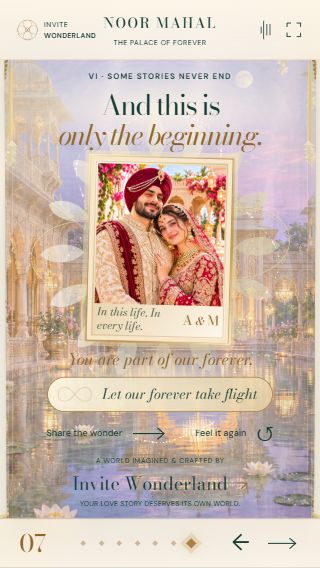 INVITE
WONDERLAND
NOOR MAHAL
THE PALACE OF FOREVER
VI · SOME STORIES NEVER END
And this is
only the beginning.
In this life. In
every life.
A & M
You are part of our forever.
Let our forever take flight
Share the wonder
Feel it again
A WORLD IMAGINED & CRAFTED BY
Invite Wonderland
YOUR LOVE STORY DESERVES ITS OWN WORLD.
07